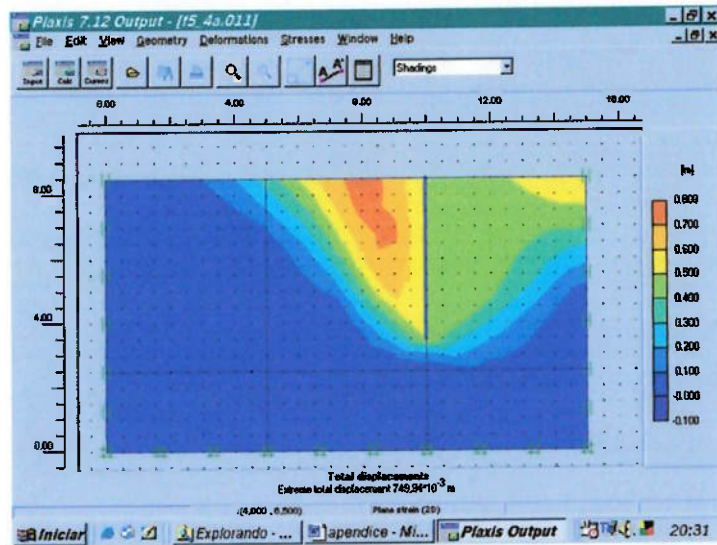 Plaxis 7.12 Output - [f5_4a.011]
File Edit View Geometry Deformations Stresses Window Help
Input Calc Curves Shadings
0.00 4.00 8.00 12.00 16.00
8.00
4.00
0.00
[m]
0.800
0.700
0.600
0.500
0.400
0.300
0.200
0.100
-0.000
-0.100
Total displacements
Extreme total displacement 749,94*10-3 m
(4,000 , 6,500) Plane strain (2D)
Iniciar Explorando - ... apendice - Mi... Plaxis Output 20:31